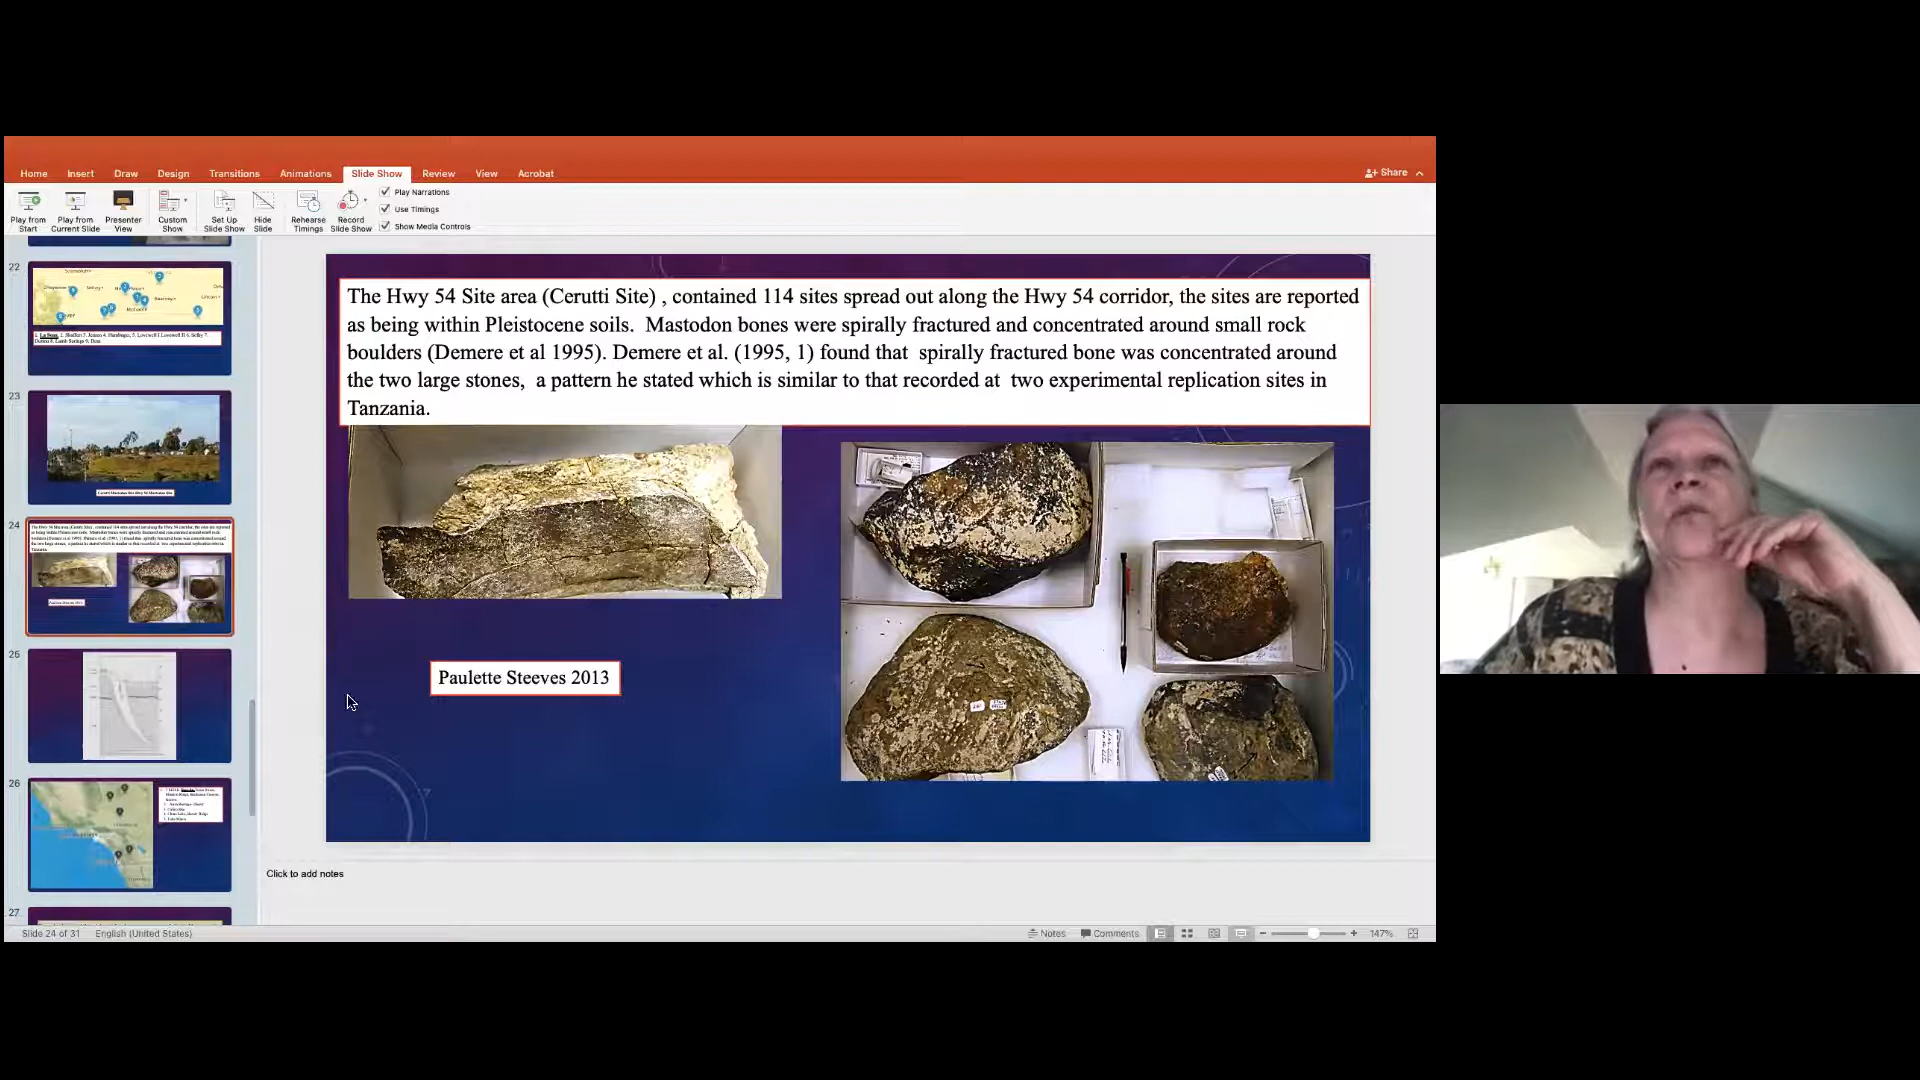 Home Insert Draw Design Transitions Animations Slide Show Review View Acrobat
Share
Play from Start
Play from Current Slide
Presenter View
Custom Show
Set Up Slide Show
Hide Slide
Rehearse Timings
Record Slide Show
Play Narrations
Use Timings
Show Media Controls
22
23
24
25
26
27
The Hwy 54 Site area (Cerutti Site) , contained 114 sites spread out along the Hwy 54 corridor, the sites are reported
as being within Pleistocene soils. Mastodon bones were spirally fractured and concentrated around small rock
boulders (Demere et al 1995). Demere et al. (1995, 1) found that spirally fractured bone was concentrated around
the two large stones, a pattern he stated which is similar to that recorded at two experimental replication sites in
Tanzania.
Paulette Steeves 2013
Click to add notes
Slide 24 of 31 English (United States)
Notes Comments 147%